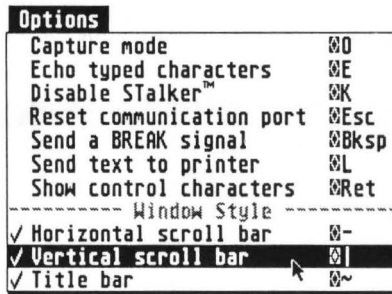 Options
Capture mode ◊O
Echo typed characters ◊E
Disable STalker™ ◊K
Reset communication port ◊Esc
Send a BREAK signal ◊Bksp
Send text to printer ◊L
Show control characters ◊Ret
--------- Window Style ---------
✓ Horizontal scroll bar ◊-
✓ Vertical scroll bar ◊|
✓ Title bar ◊~